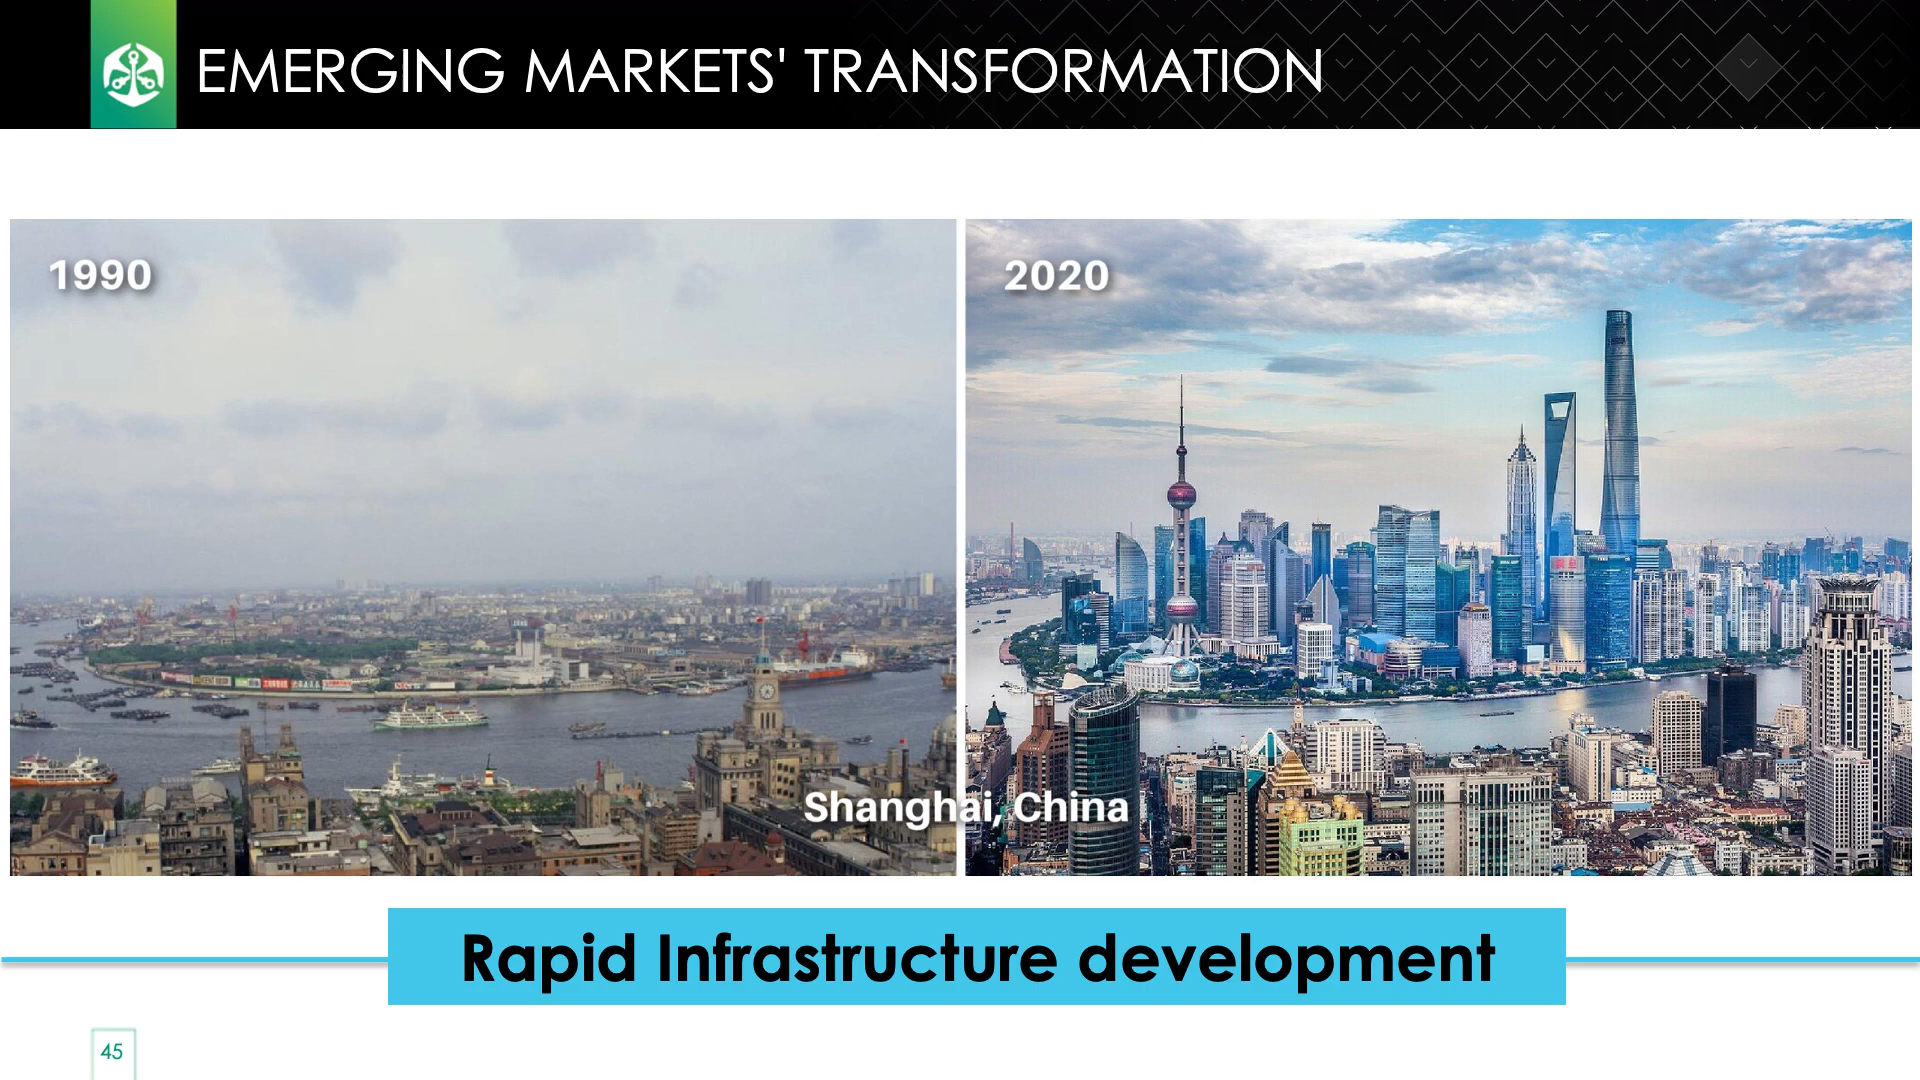 EMERGING MARKETS' TRANSFORMATION
1990
2020
Shanghai, China
Rapid Infrastructure development
45